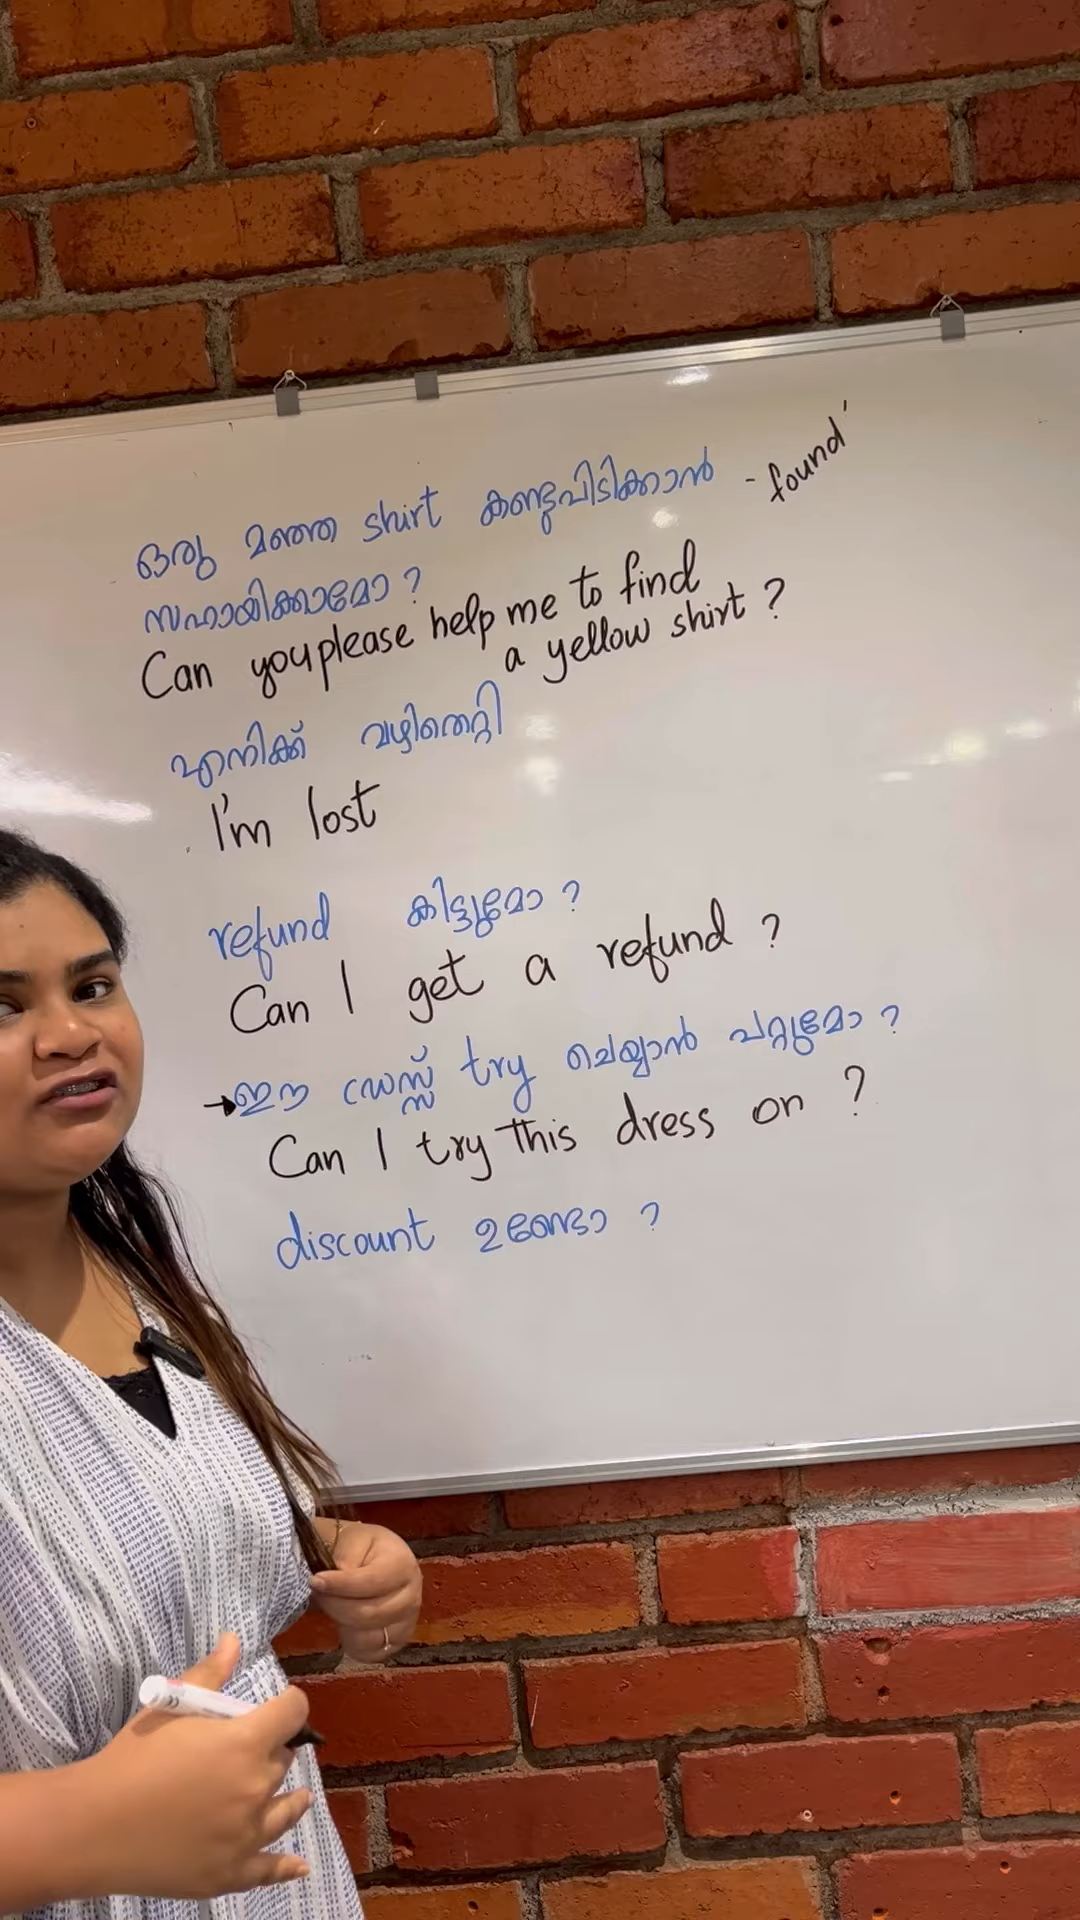 ഒരു മഞ്ഞ shirt കണ്ടുപിടിക്കാൻ - found'
സഹായിക്കാമോ ?
Can you please help me to find
a yellow shirt ?
എനിക്ക് വഴിതെറ്റി
I'm lost
refund കിട്ടുമോ ?
Can I get a refund ?
→ ഈ ഡ്രസ്സ് try ചെയ്യാൻ പറ്റുമോ ?
Can I try this dress on ?
discount ഉണ്ടോ ?